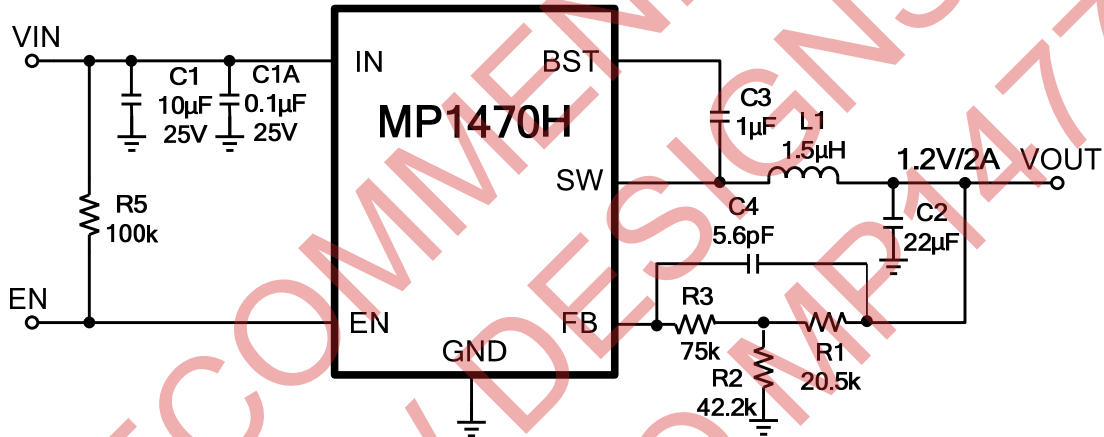 VIN
IN
BST
C1
10µF
25V
C1A
0.1µF
25V
MP1470H
C3
1µF
L1
1.5µH
SW
1.2V/2A
VOUT
R5
100k
C4
5.6pF
C2
22µF
EN
EN
FB
R3
75k
R1
20.5k
GND
R2
42.2k
DESIGNS
MP1477